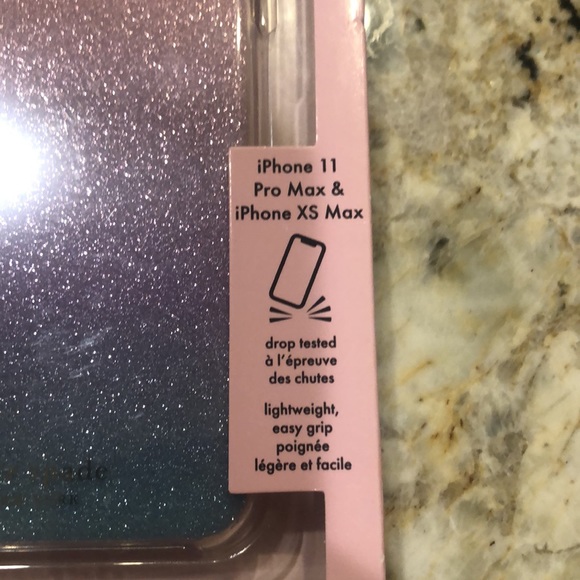 iPhone 11
Pro Max &
iPhone XS Max
drop tested
à l'épreuve
des chutes
lightweight,
easy grip
poignée
légère et facile